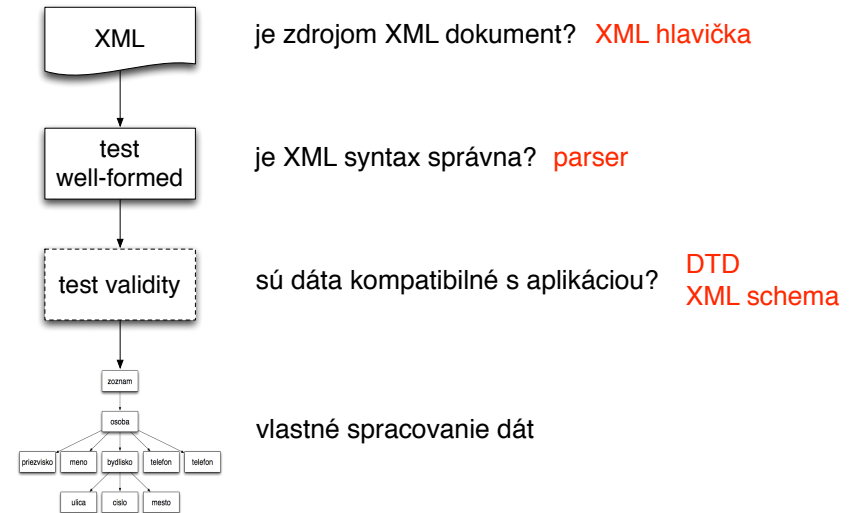 XML
je zdrojom XML dokument? XML hlavička
test
well-formed
je XML syntax správna? parser
test validity
sú dáta kompatibilné s aplikáciou?
DTD
XML schema
zoznam
osoba
vlastné spracovanie dát
priezvisko meno bydlisko telefon telefon
ulica cislo mesto